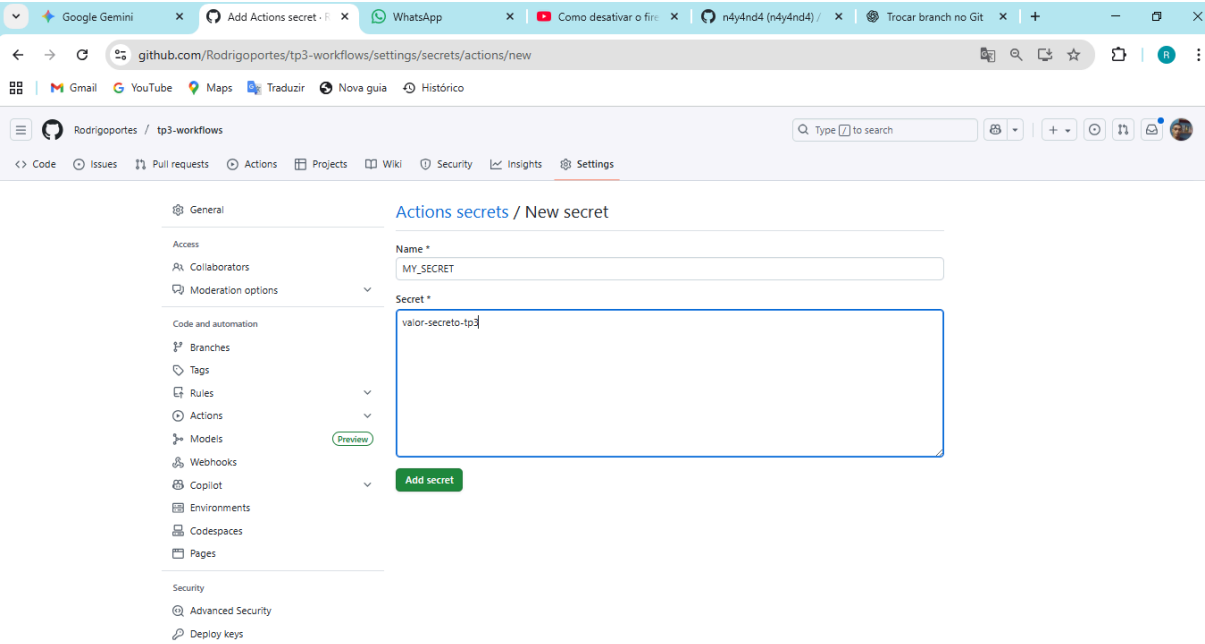 Google Gemini
Add Actions secret · R
WhatsApp
Como desativar o fire
n4y4nd4 (n4y4nd4) /
Trocar branch no Git
github.com/Rodrigoportes/tp3-workflows/settings/secrets/actions/new
R
Gmail
YouTube
Maps
Traduzir
Nova guia
Histórico
Rodrigoportes / tp3-workflows
Type / to search
Code
Issues
Pull requests
Actions
Projects
Wiki
Security
Insights
Settings
General
Access
Collaborators
Moderation options
Code and automation
Branches
Tags
Rules
Actions
Models
Preview
Webhooks
Copilot
Environments
Codespaces
Pages
Security
Advanced Security
Deploy keys
Actions secrets / New secret
Name *
MY_SECRET
Secret *
valor-secreto-tp3
Add secret